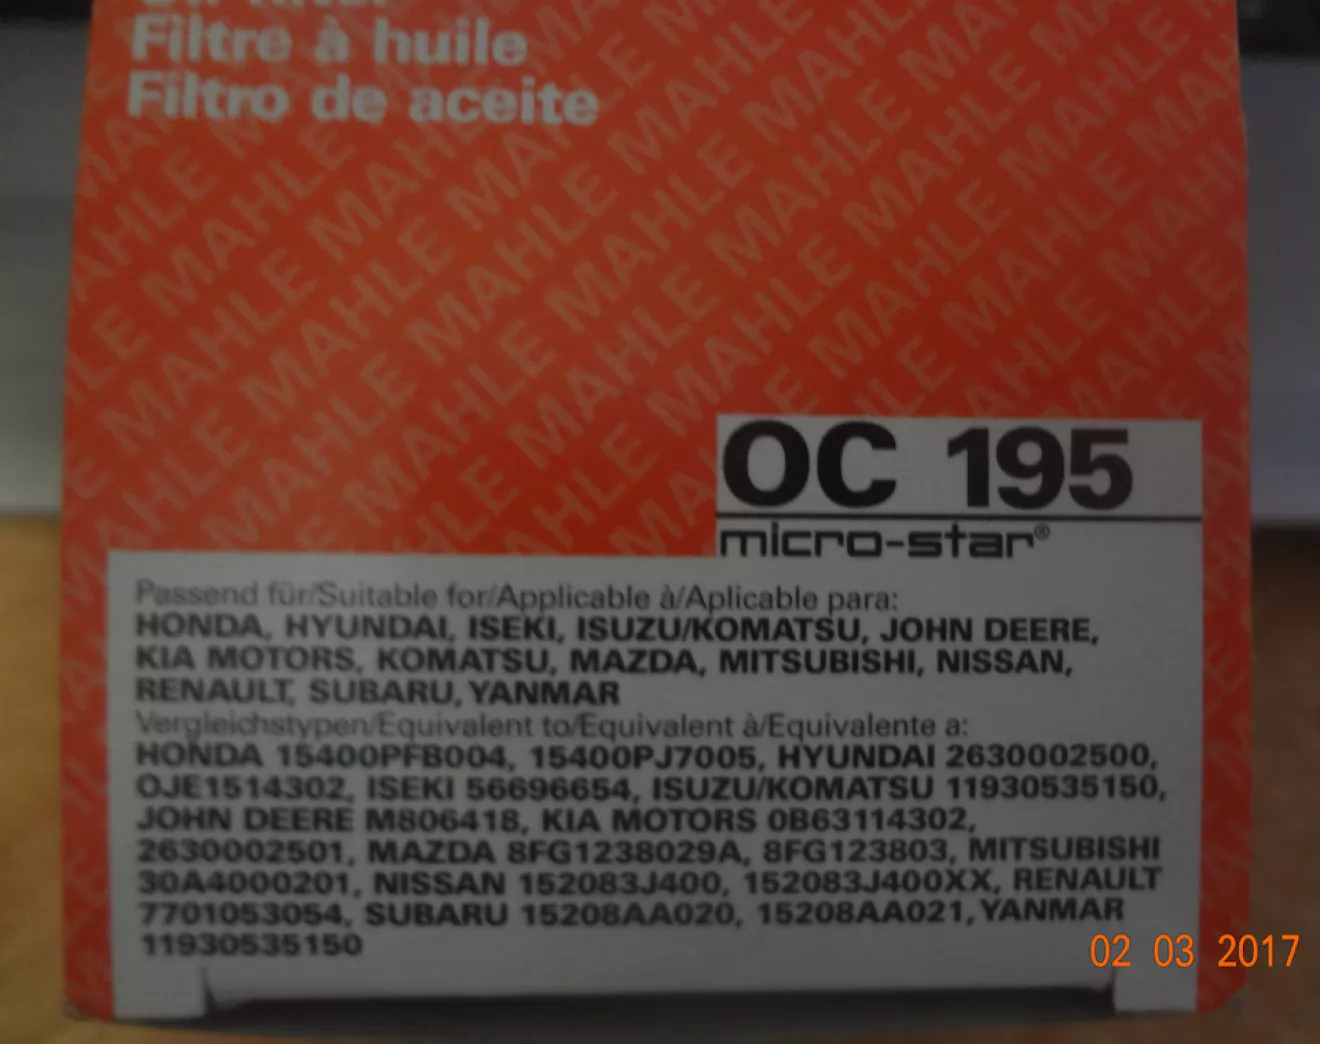 Oil filter
Filtre à huile
Filtro de aceite
OC 195
micro-star®
Passend für/Suitable for/Applicable à/Aplicable para:
HONDA, HYUNDAI, ISEKI, ISUZU/KOMATSU, JOHN DEERE,
KIA MOTORS, KOMATSU, MAZDA, MITSUBISHI, NISSAN,
RENAULT, SUBARU, YANMAR
Vergleichstypen/Equivalent to/Equivalent à/Equivalente a:
HONDA 15400PFB004, 15400PJ7005, HYUNDAI 2630002500,
OJE1514302, ISEKI 56696654, ISUZU/KOMATSU 11930535150,
JOHN DEERE M806418, KIA MOTORS 0B63114302,
2630002501, MAZDA 8FG1238029A, 8FG123803, MITSUBISHI
30A4000201, NISSAN 152083J400, 152083J400XX, RENAULT
7701053054, SUBARU 15208AA020, 15208AA021, YANMAR
11930535150
02 03 2017